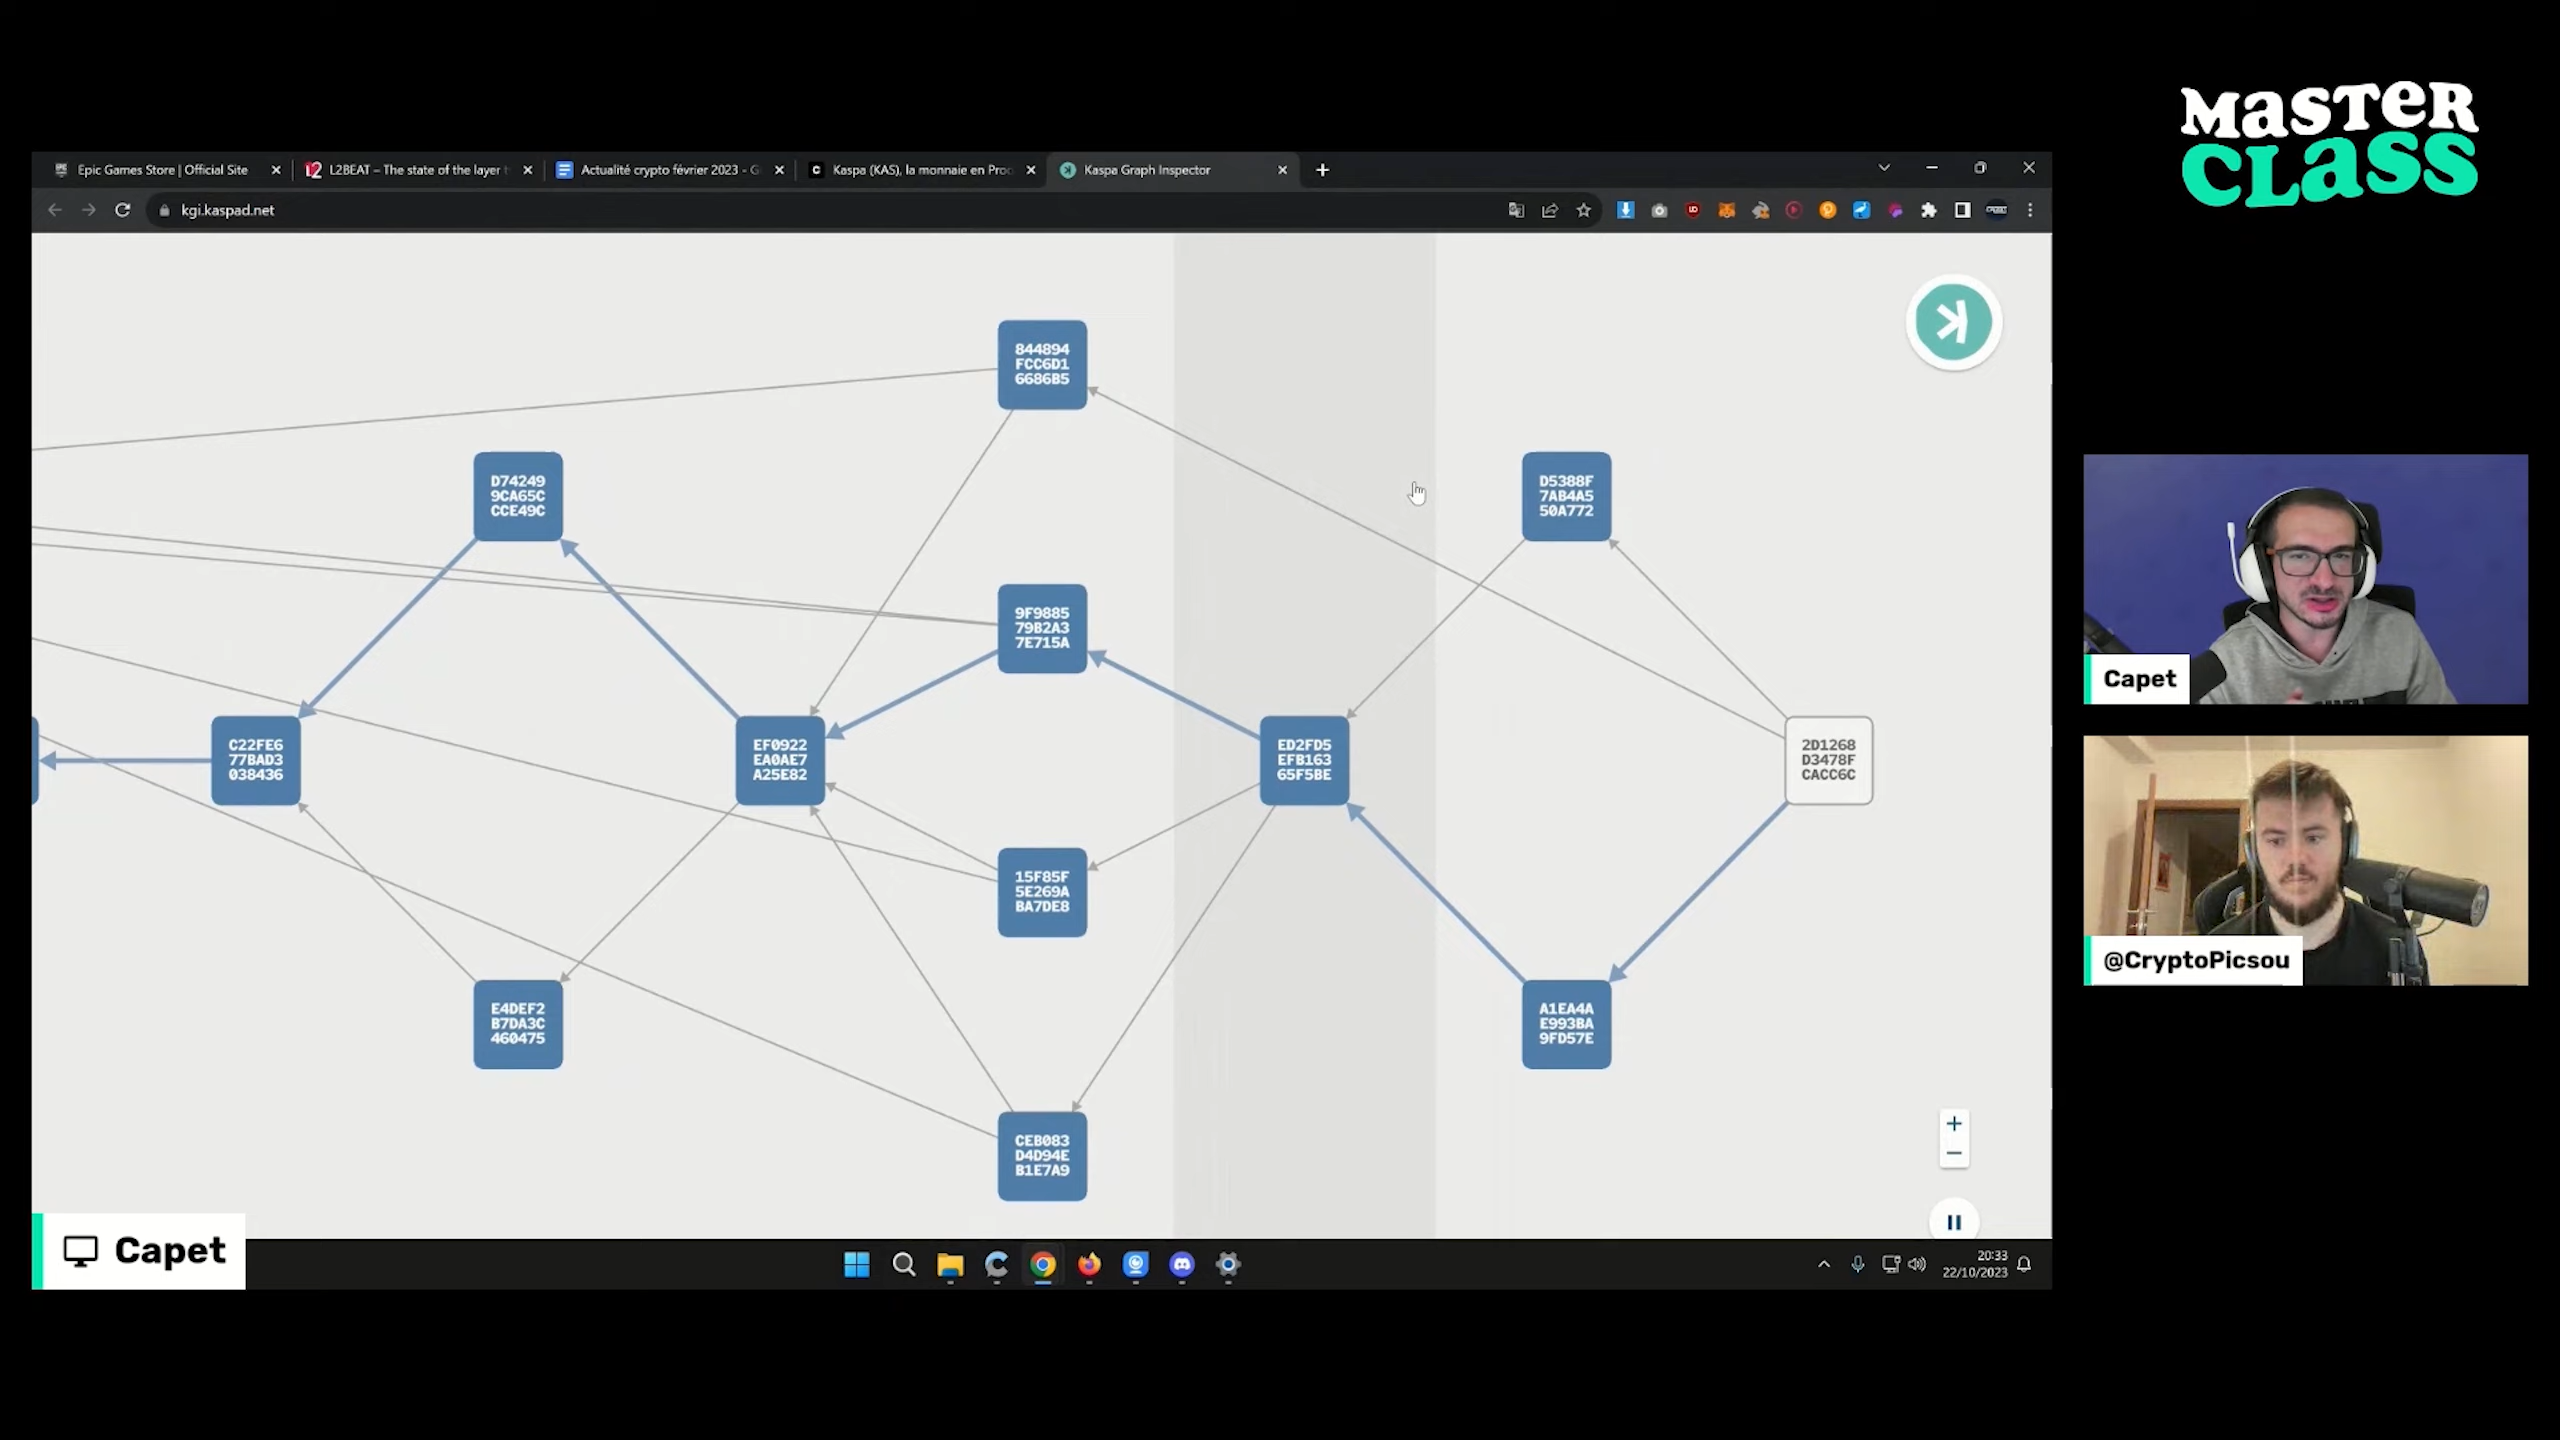 MASTER
CLASS
Epic Games Store | Official Site
L2BEAT – The state of the layer
Actualité crypto février 2023 - G
Kaspa (KAS), la monnaie en Proo
Kaspa Graph Inspector
kgi.kaspad.net
844894
FCC6D1
6686B5
D74249
9CA65C
CCE49C
D5388F
7AB4A5
50A772
9F9885
79B2A3
7E715A
C22FE6
77BAD3
038436
EF0922
EA0AE7
A25E82
ED2FD5
EFB163
65F5BE
2D1268
D3478F
CACC6C
15F85F
5E269A
BA7DE8
E4DEF2
B7DA3C
460475
A1EA4A
E993BA
9FD57E
CEB083
D4D94E
B1E7A9
Capet
@CryptoPicsou
Capet
20:33
22/10/2023